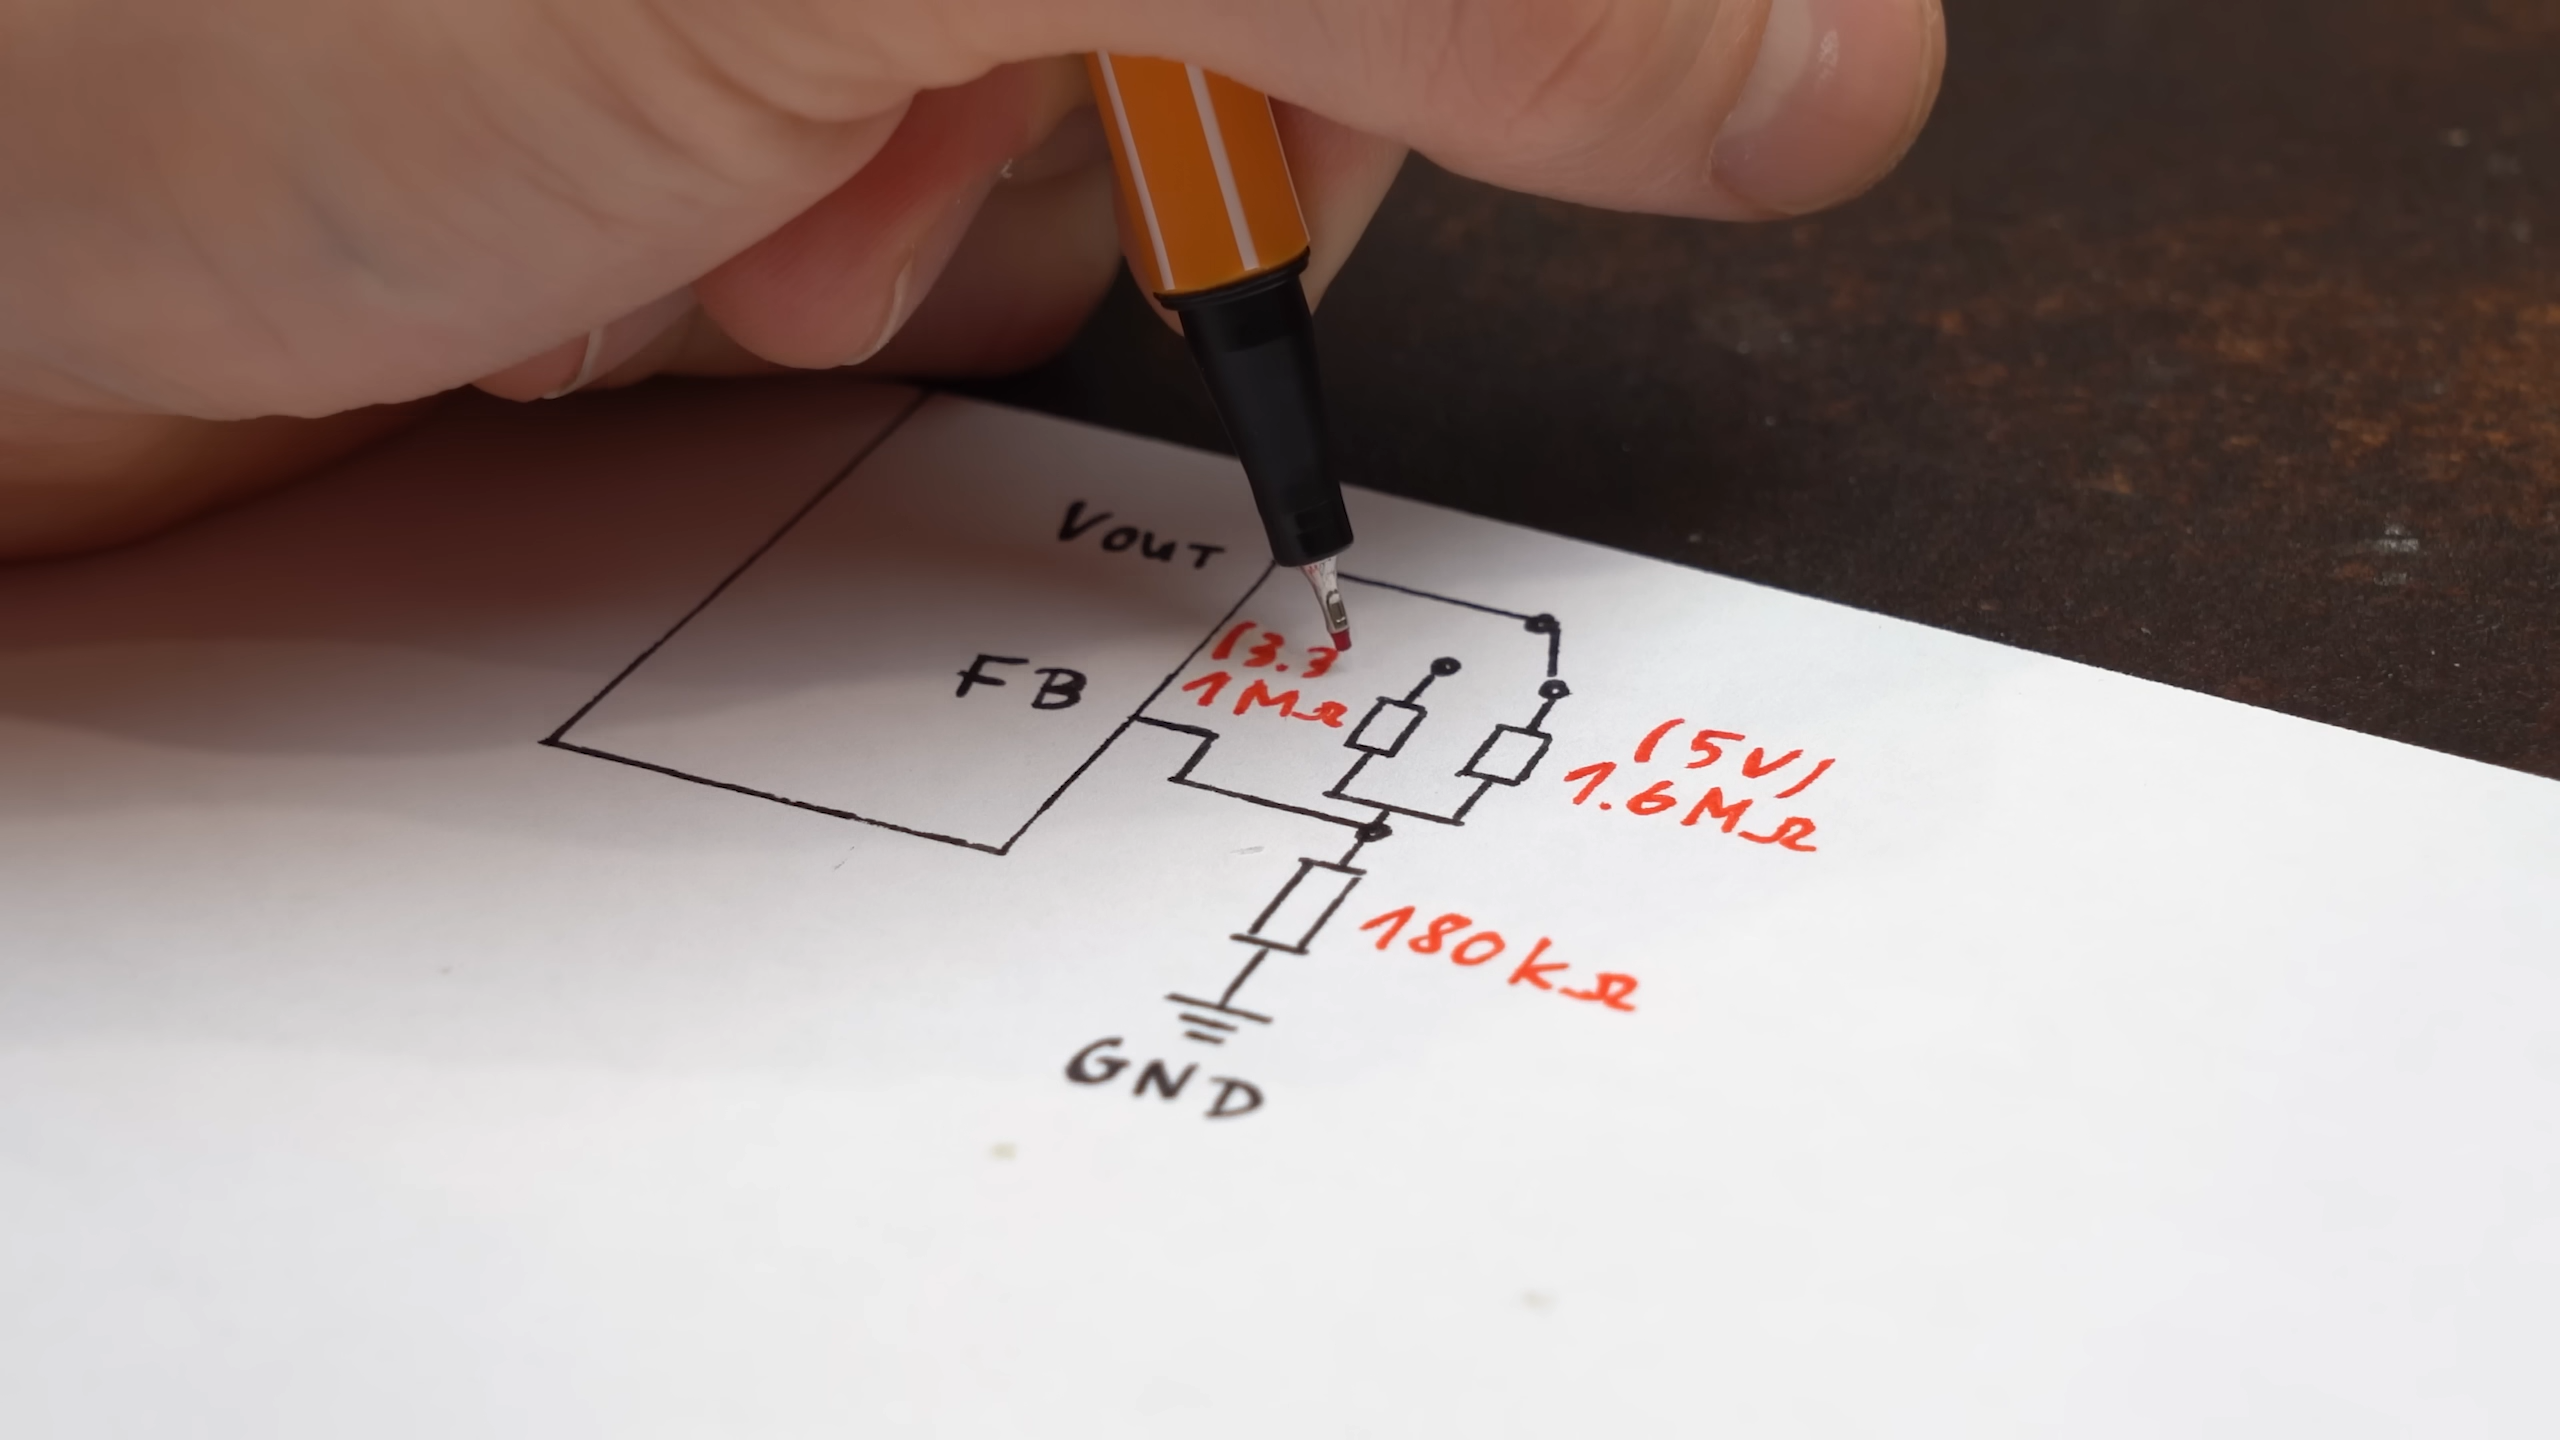 VOUT
(3.3
FB
1MΩ
(5V)
1.6MΩ
180kΩ
GND